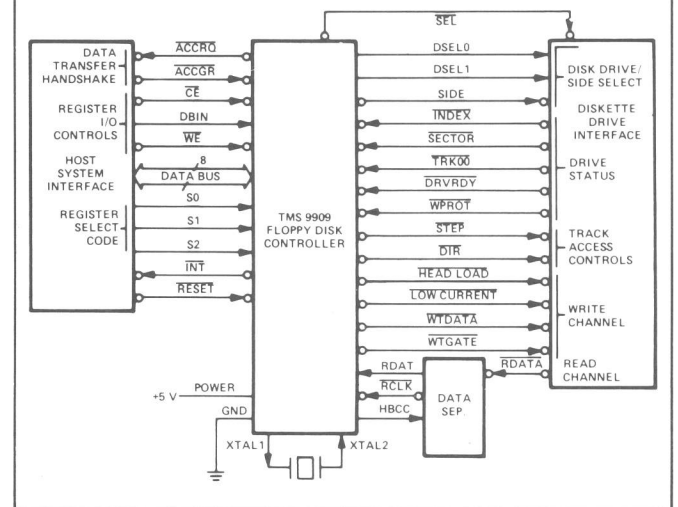 SEL
DATA
TRANSFER
HANDSHAKE
REGISTER
I/O
CONTROLS
HOST
SYSTEM
INTERFACE
REGISTER
SELECT
CODE
ACCRQ
ACCGR
CE
DBIN
WE
8
DATA BUS
S0
S1
S2
INT
RESET
TMS 9909
FLOPPY DISK
CONTROLLER
DSEL0
DSEL1
SIDE
INDEX
SECTOR
TRK00
DRVRDY
WPROT
STEP
DIR
HEAD LOAD
LOW CURRENT
WTDATA
WTGATE
DISK DRIVE/
SIDE SELECT
DISKETTE
DRIVE
INTERFACE
DRIVE
STATUS
TRACK
ACCESS
CONTROLS
WRITE
CHANNEL
READ
CHANNEL
RDAT
RCLK
HBCC
DATA
SEP.
RDATA
+5 V
POWER
GND
XTAL1
XTAL2